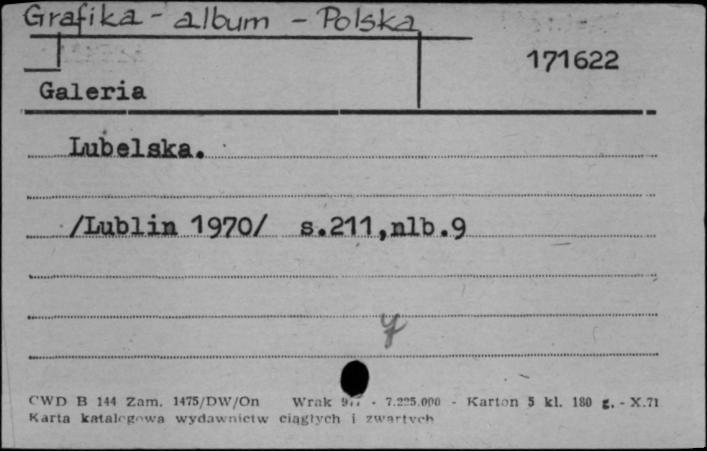 Grafika - album - Polska
171622
Galeria
Lubelska.
/Lublin 1970/ s.211,nlb.9
CWD B 144 Zam. 1475/DW/On Wrak - 7.225.000 - Karton 5 kl. 180 g. - X.71
Karta katalogowa wydawnictw ciągłych i zwartych